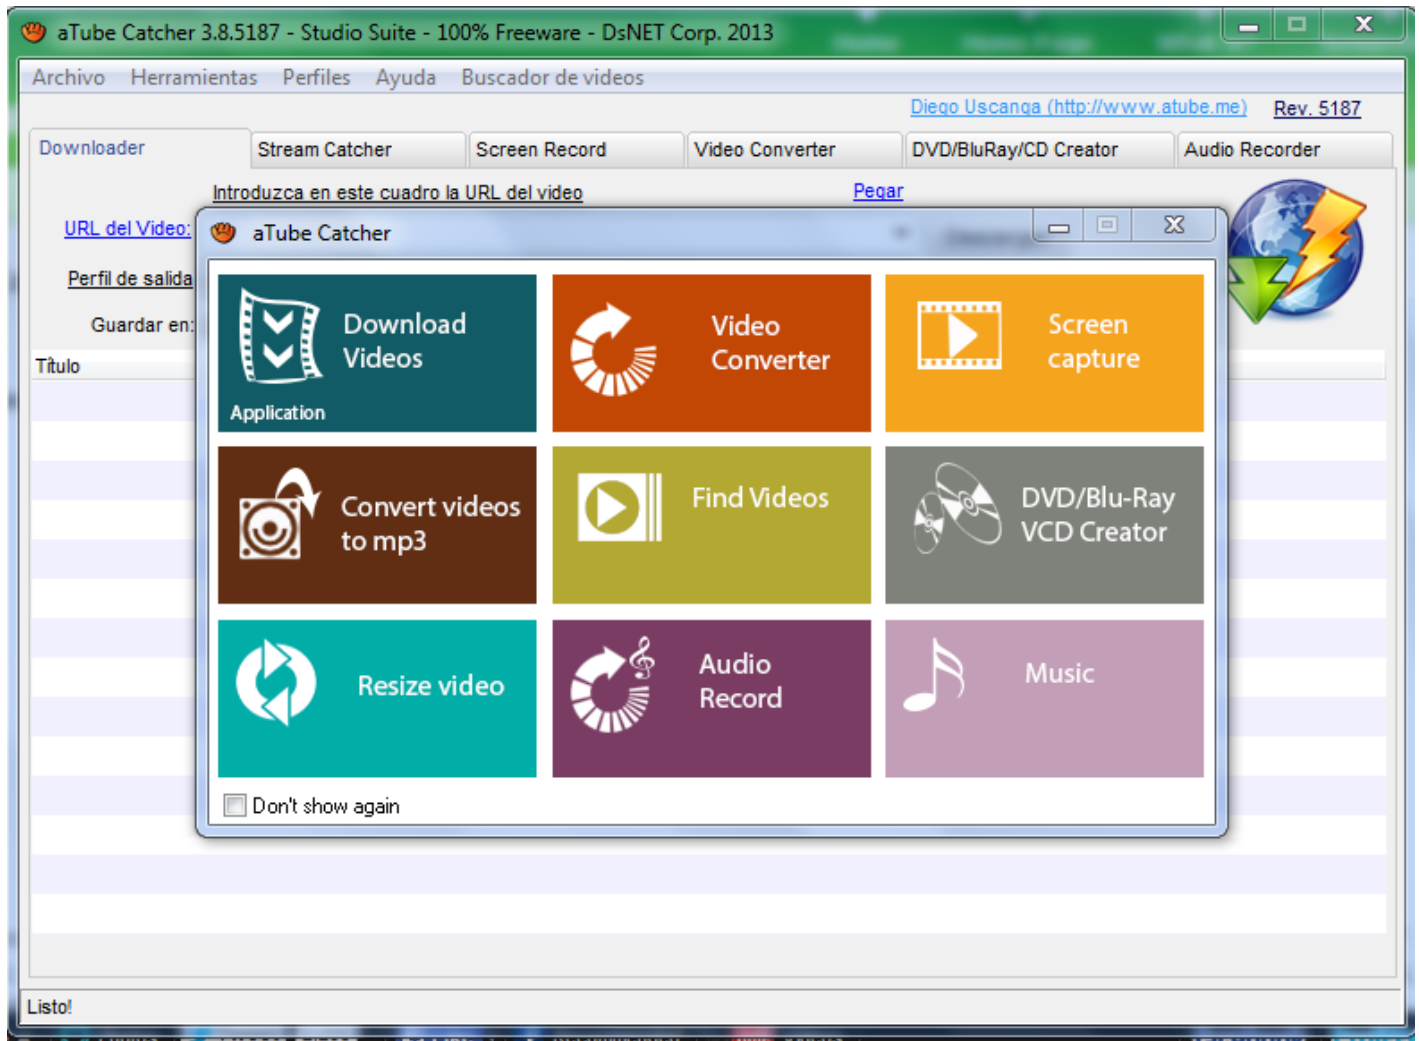 aTube Catcher 3.8.5187 - Studio Suite - 100% Freeware - DsNET Corp. 2013
Archivo Herramientas Perfiles Ayuda Buscador de videos
Diego Uscanga (http://www.atube.me) Rev. 5187
Downloader Stream Catcher Screen Record Video Converter DVD/BluRay/CD Creator Audio Recorder
Introduzca en este cuadro la URL del video Pegar
URL del Video:
Perfil de salida
Guardar en:
Título
aTube Catcher
Download
Videos
Application
Video
Converter
Screen
capture
Convert videos
to mp3
Find Videos
DVD/Blu-Ray
VCD Creator
Resize video
Audio
Record
Music
Don't show again
Listo!